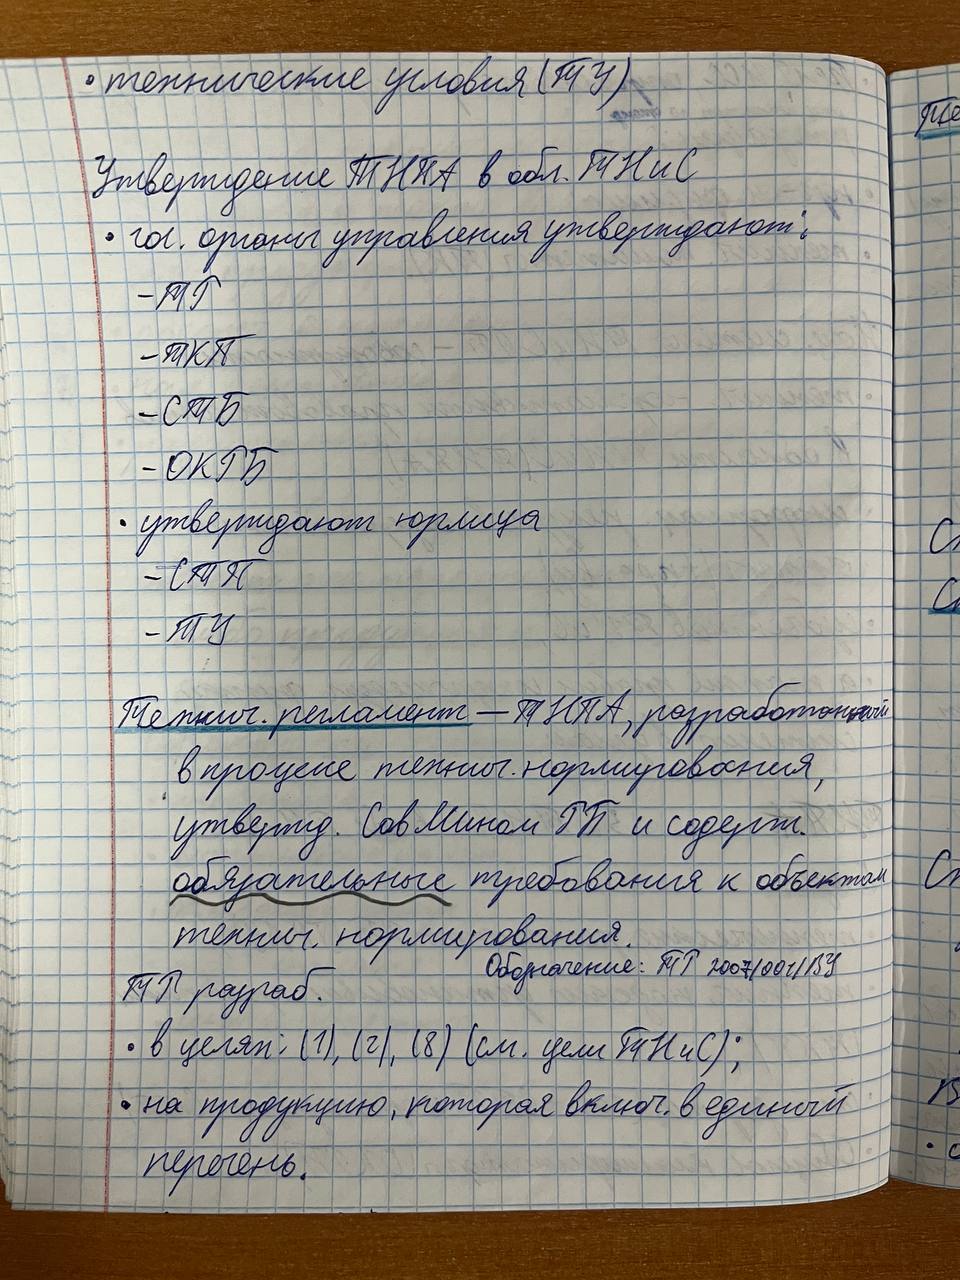 • технические условия (ТУ)
Утверждение ТНПА в обл. ТНиС
• гос. органы управления утверждают:
- ТР
- ТКП
- СТБ
- ОКРБ
• утверждают юрлица
- СТП
- ТУ
Технич. регламент – ТНПА, разработанный
в процессе технич. нормирования,
утвержд. СовМином РБ и содерж.
обязательные требования к объектам
технич. нормирования.
Обозначение: ТР 2007/001/BY
ТР разраб.
• в целях: (1), (2), (8) (см. цели ТНиС);
• на продукцию, которая включ. в единый
перечень.